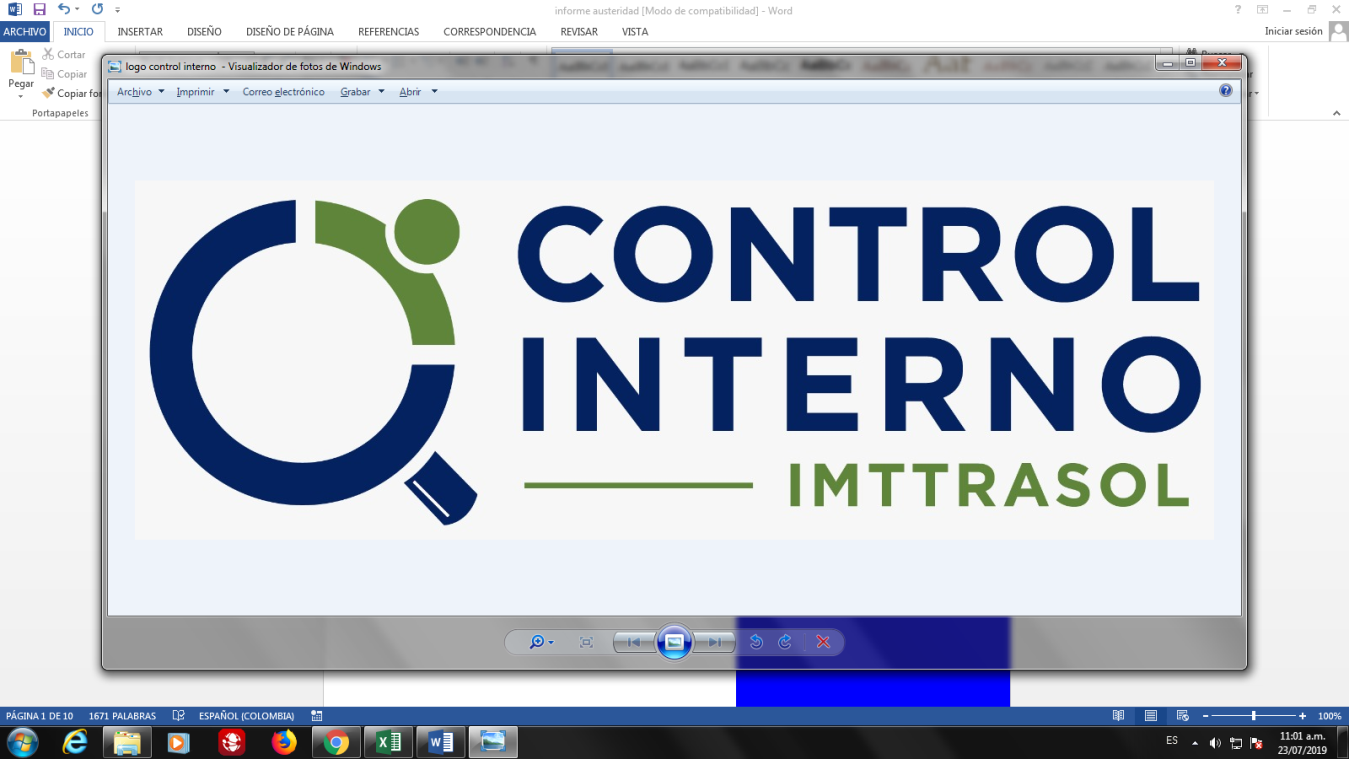 informe austeridad [Modo de compatibilidad] - Word
ARCHIVO INICIO INSERTAR DISEÑO DISEÑO DE PÁGINA REFERENCIAS CORRESPONDENCIA REVISAR VISTA Iniciar sesión
Cortar
Copiar
Pegar
Copiar for
Portapapeles
logo control interno - Visualizador de fotos de Windows
Archivo Imprimir Correo electrónico Grabar Abrir
CONTROL
INTERNO
IMTTRASOL
PÁGINA 1 DE 10 1671 PALABRAS ESPAÑOL (COLOMBIA) 100%
ES 11:01 a.m.
23/07/2019